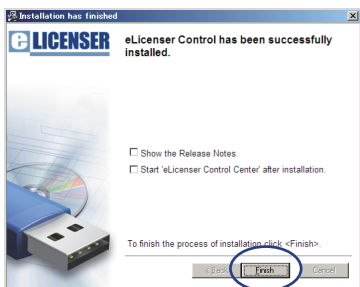 Installation has finished
e LICENSER
eLicenser Control has been successfully
installed.
Show the Release Notes.
Start 'eLicenser Control Center' after installation.
To finish the process of installation click <Finish>.
< Back
Finish
Cancel